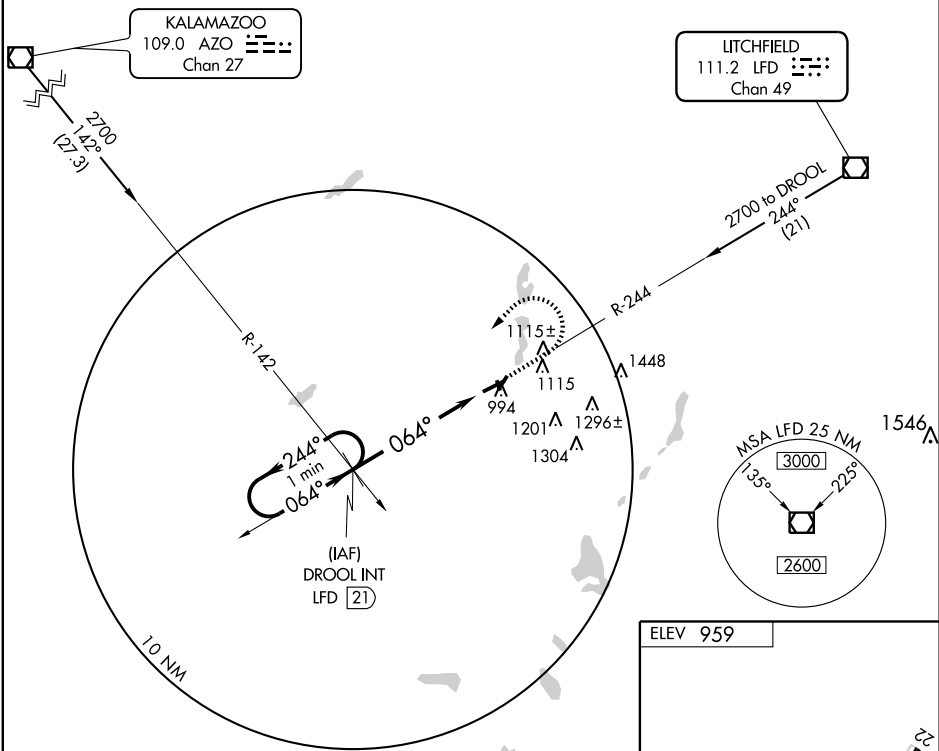 KALAMAZOO
109.0 AZO
Chan 27
LITCHFIELD
111.2 LFD
Chan 49
2700
142°
(27.3)
2700 to DROOL
244°
(21)
R-244
R-142
1115±
1115
1448
994
1201
1296±
1304
1546
064°
244°
1 min
064°
(IAF)
DROOL INT
LFD 21
MSA LFD 25 NM
135°
3000
225°
2600
10 NM
ELEV 959
22